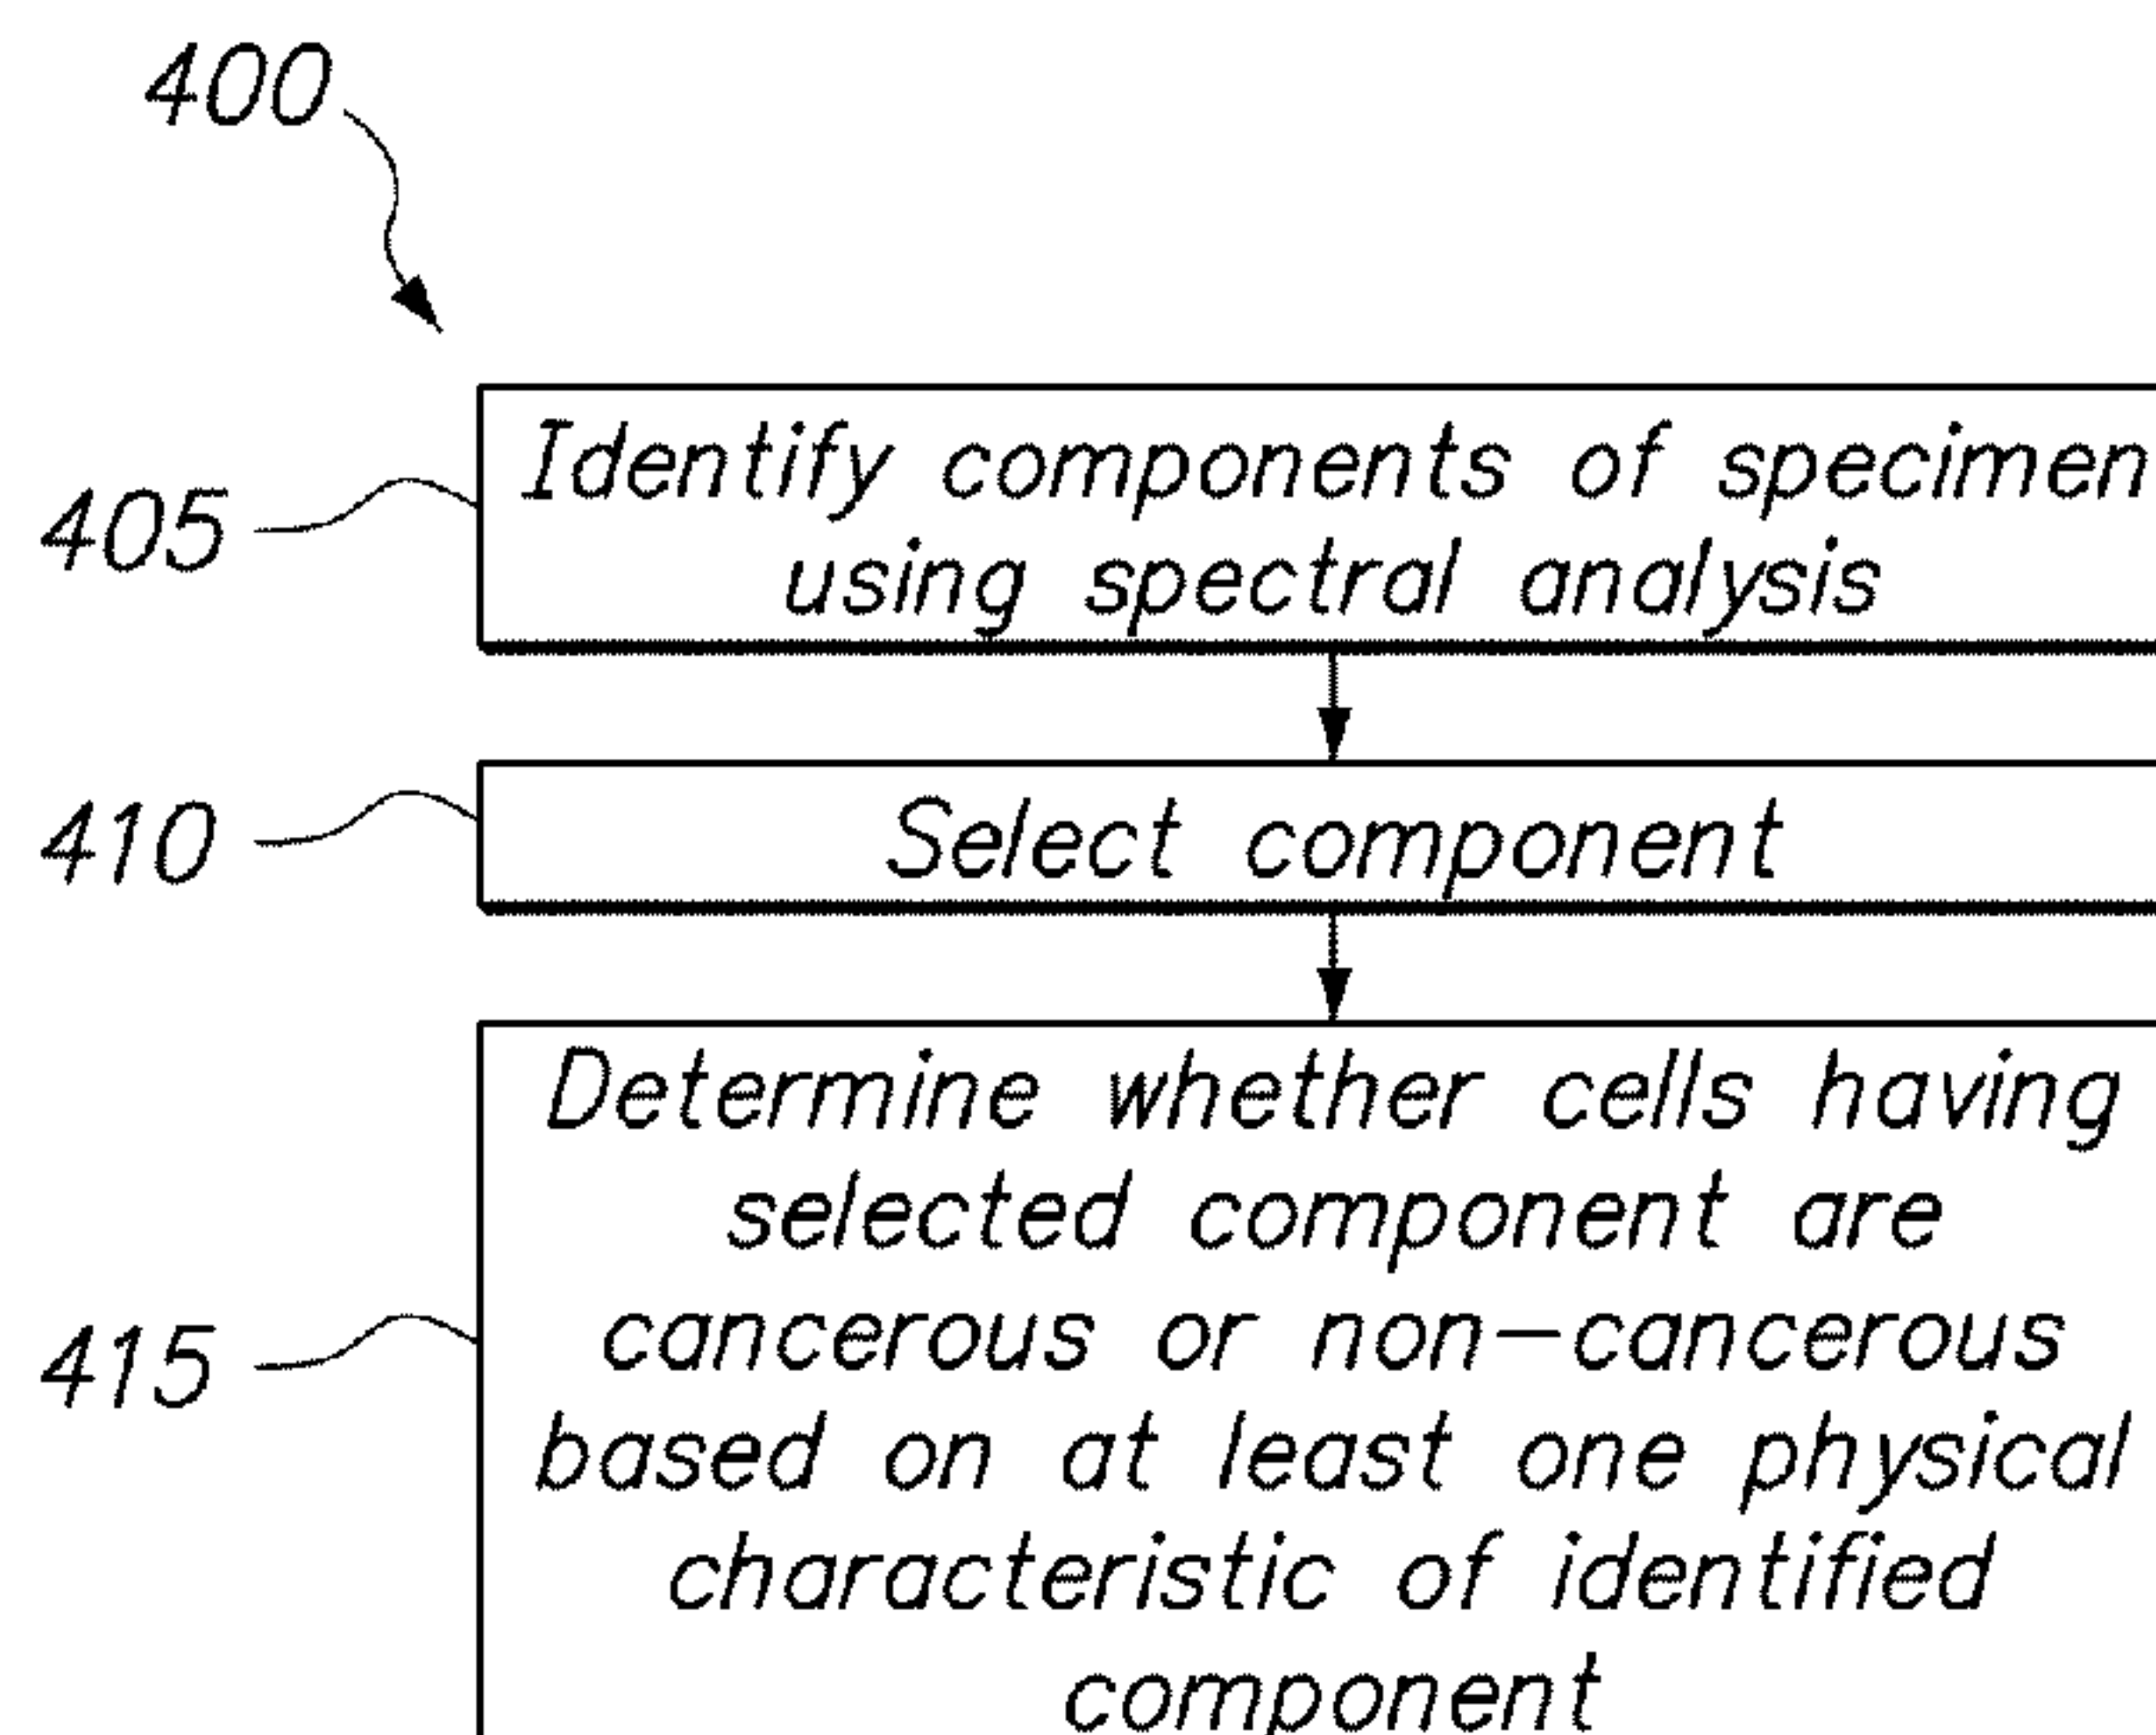 400
405
Identify components of specimen
using spectral analysis
410
Select component
415
Determine whether cells having
selected component are
cancerous or non-cancerous
based on at least one physical
characteristic of identified
component